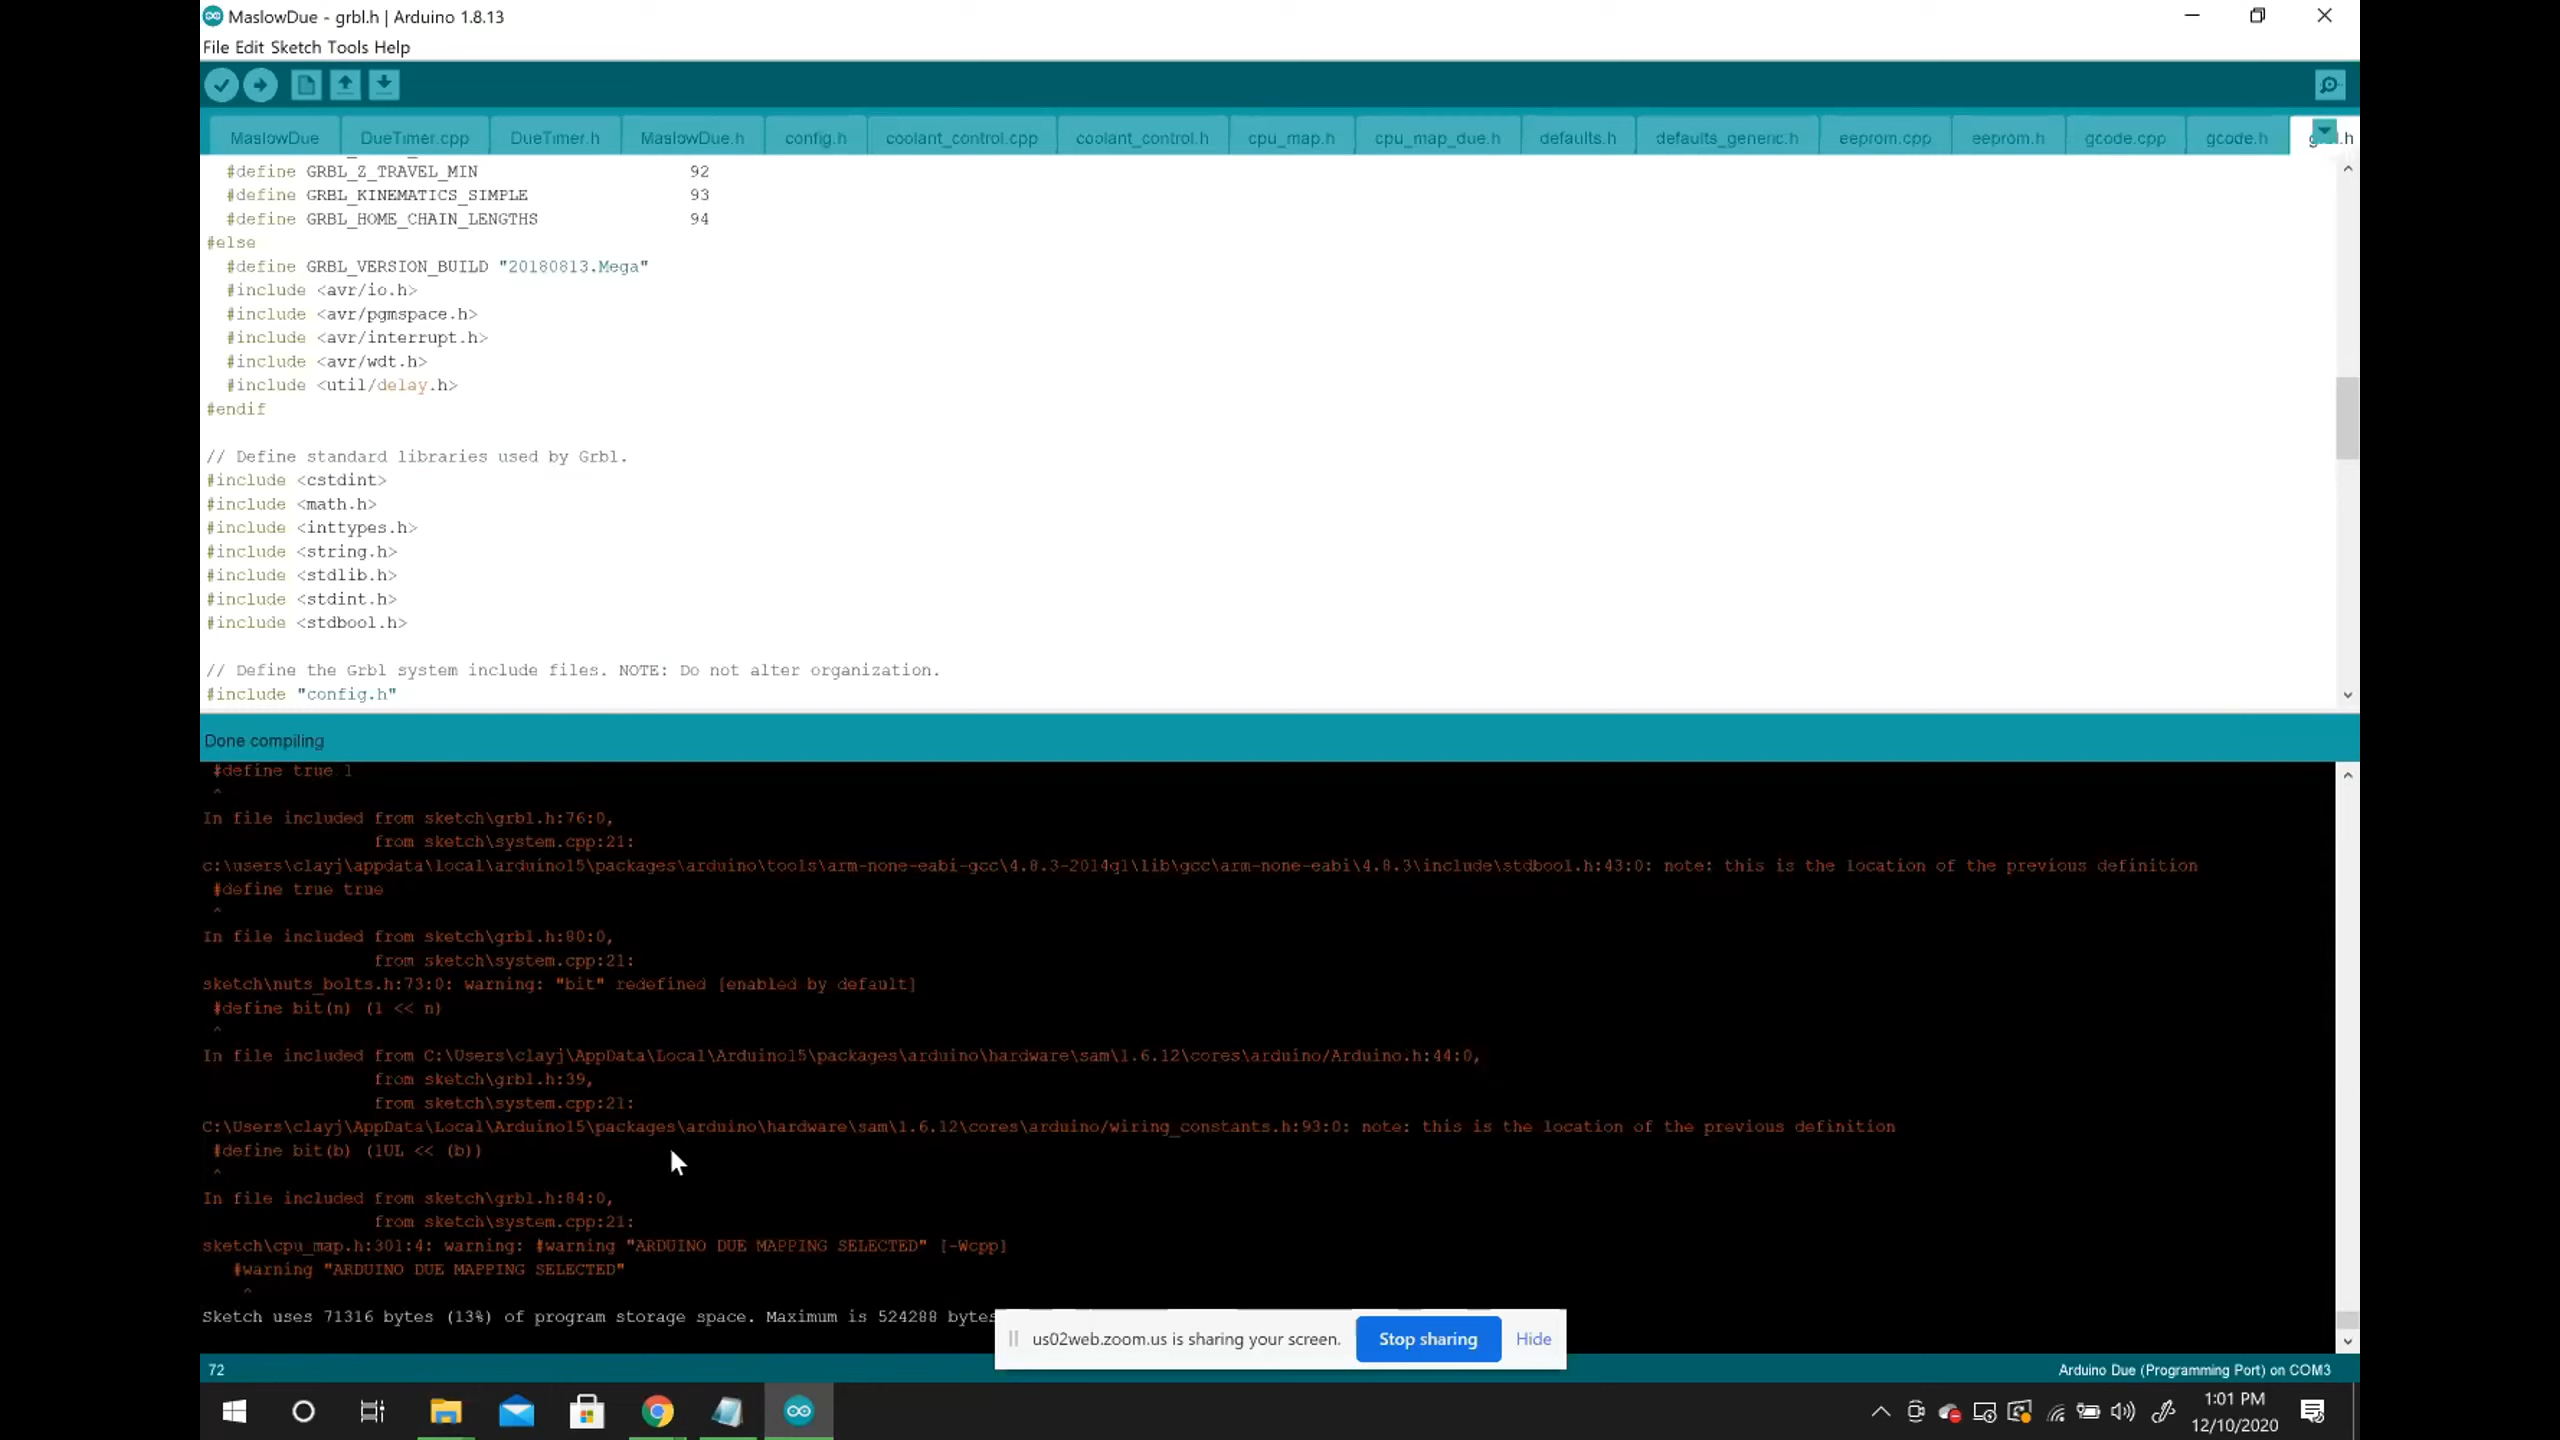 MaslowDue - grbl.h | Arduino 1.8.13
File Edit Sketch Tools Help
MaslowDue DueTimer.cpp DueTimer.h MaslowDue.h config.h coolant_control.cpp coolant_control.h cpu_map.h cpu_map_due.h defaults.h defaults_generic.h eeprom.cpp eeprom.h gcode.cpp gcode.h
#define GRBL_Z_TRAVEL_MIN 92
#define GRBL_KINEMATICS_SIMPLE 93
#define GRBL_HOME_CHAIN_LENGTHS 94
#else
#define GRBL_VERSION_BUILD "20180813.Mega"
#include <avr/io.h>
#include <avr/pgmspace.h>
#include <avr/interrupt.h>
#include <avr/wdt.h>
#include <util/delay.h>
#endif
// Define standard libraries used by Grbl.
#include <cstdint>
#include <math.h>
#include <inttypes.h>
#include <string.h>
#include <stdlib.h>
#include <stdint.h>
#include <stdbool.h>
// Define the Grbl system include files. NOTE: Do not alter organization.
#include "config.h"
Done compiling
#define true 1
^
In file included from sketch\grbl.h:76:0,
from sketch\system.cpp:21:
c:\users\clayj\appdata\local\arduino15\packages\arduino\tools\arm-none-eabi-gcc\4.8.3-2014q1\lib\gcc\arm-none-eabi\4.8.3\include\stdbool.h:43:0: note: this is the location of the previous definition
#define true true
^
In file included from sketch\grbl.h:80:0,
from sketch\system.cpp:21:
sketch\nuts_bolts.h:73:0: warning: "bit" redefined [enabled by default]
#define bit(n) (1 << n)
^
In file included from C:\Users\clayj\AppData\Local\Arduino15\packages\arduino\hardware\sam\1.6.12\cores\arduino/Arduino.h:44:0,
from sketch\grbl.h:39,
from sketch\system.cpp:21:
C:\Users\clayj\AppData\Local\Arduino15\packages\arduino\hardware\sam\1.6.12\cores\arduino/wiring_constants.h:93:0: note: this is the location of the previous definition
#define bit(b) (1UL << (b))
^
In file included from sketch\grbl.h:84:0,
from sketch\system.cpp:21:
sketch\cpu_map.h:301:4: warning: #warning "ARDUINO DUE MAPPING SELECTED" [-Wcpp]
#warning "ARDUINO DUE MAPPING SELECTED"
^
Sketch uses 71316 bytes (13%) of program storage space. Maximum is 524288 bytes
us02web.zoom.us is sharing your screen. Stop sharing Hide
72 Arduino Due (Programming Port) on COM3
1:01 PM
12/10/2020